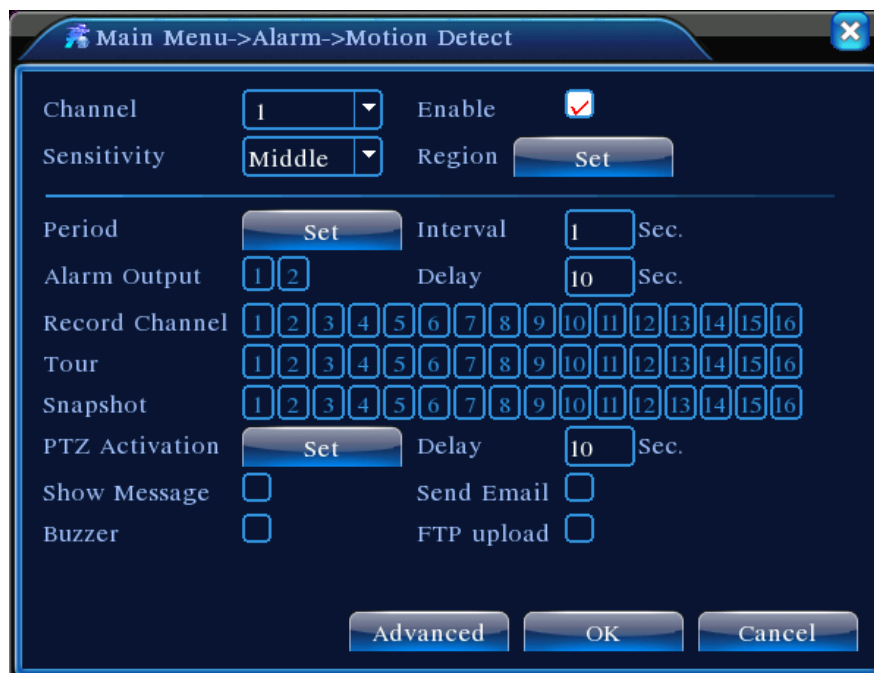 Main Menu->Alarm->Motion Detect
Channel 1 Enable
Sensitivity Middle Region Set
Period Set Interval 1 Sec.
Alarm Output 1 2 Delay 10 Sec.
Record Channel 1 2 3 4 5 6 7 8 9 10 11 12 13 14 15 16
Tour 1 2 3 4 5 6 7 8 9 10 11 12 13 14 15 16
Snapshot 1 2 3 4 5 6 7 8 9 10 11 12 13 14 15 16
PTZ Activation Set Delay 10 Sec.
Show Message Send Email
Buzzer FTP upload
Advanced OK Cancel